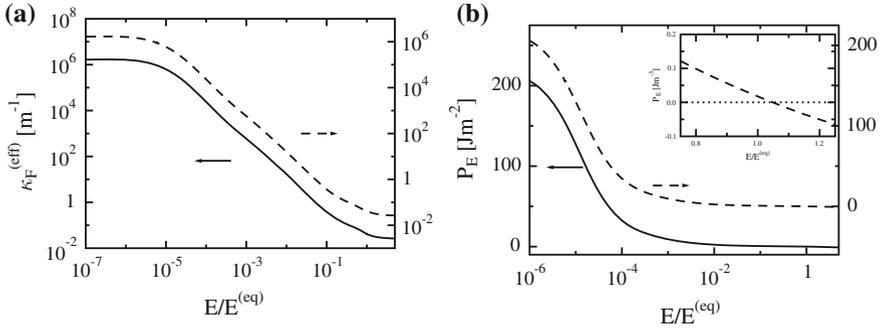 (a)
κ_F^(eff) [m^-1]
10^8
10^6
10^4
10^2
1
10^-2
10^6
10^4
10^2
1
10^-2
10^-7 10^-5 10^-3 10^-1
E/E^(eq)
(b)
P_E [Jm^-2]
200
100
0
200
100
0
10^-6 10^-4 10^-2 1
E/E^(eq)
P_E [Jm^-3]
0.2
0.1
0.0
-0.1
0.8 1.0 1.2
E/E^(eq)